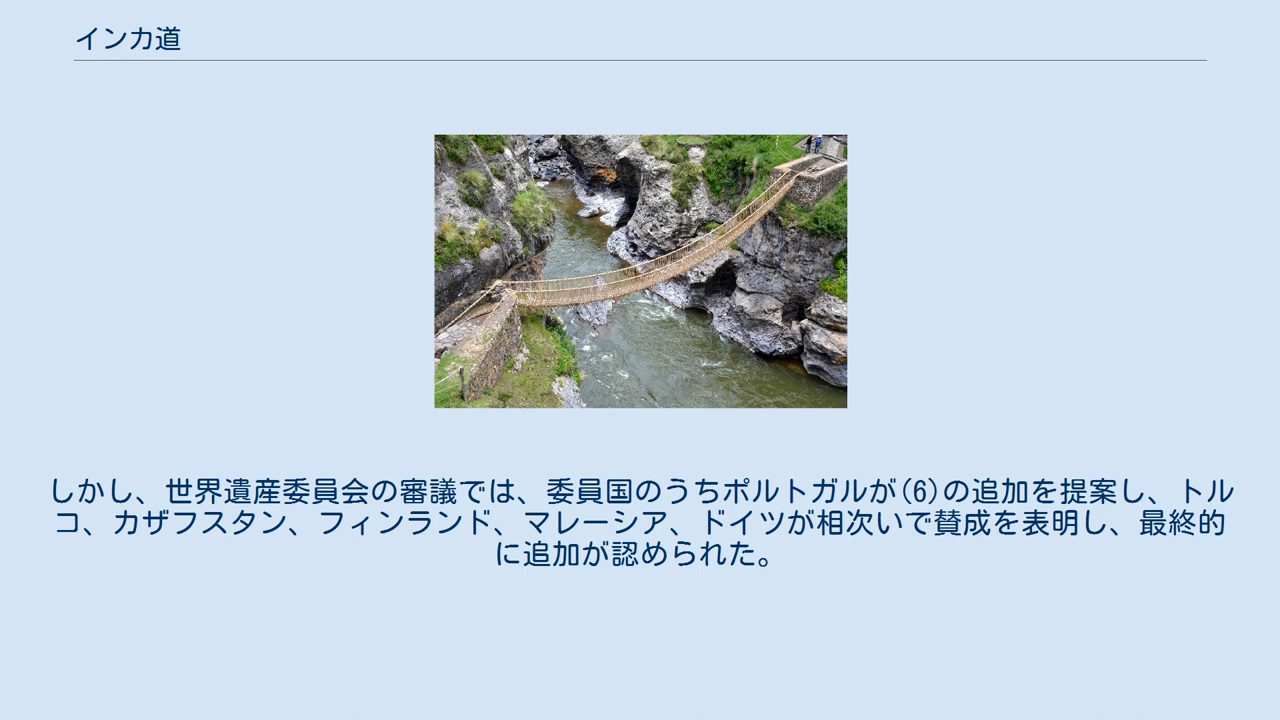 インカ道
しかし、世界遺産委員会の審議では、委員国のうちポルトガルが(6)の追加を提案し、トル
コ、カザフスタン、フィンランド、マレーシア、ドイツが相次いで賛成を表明し、最終的
に追加が認められた。